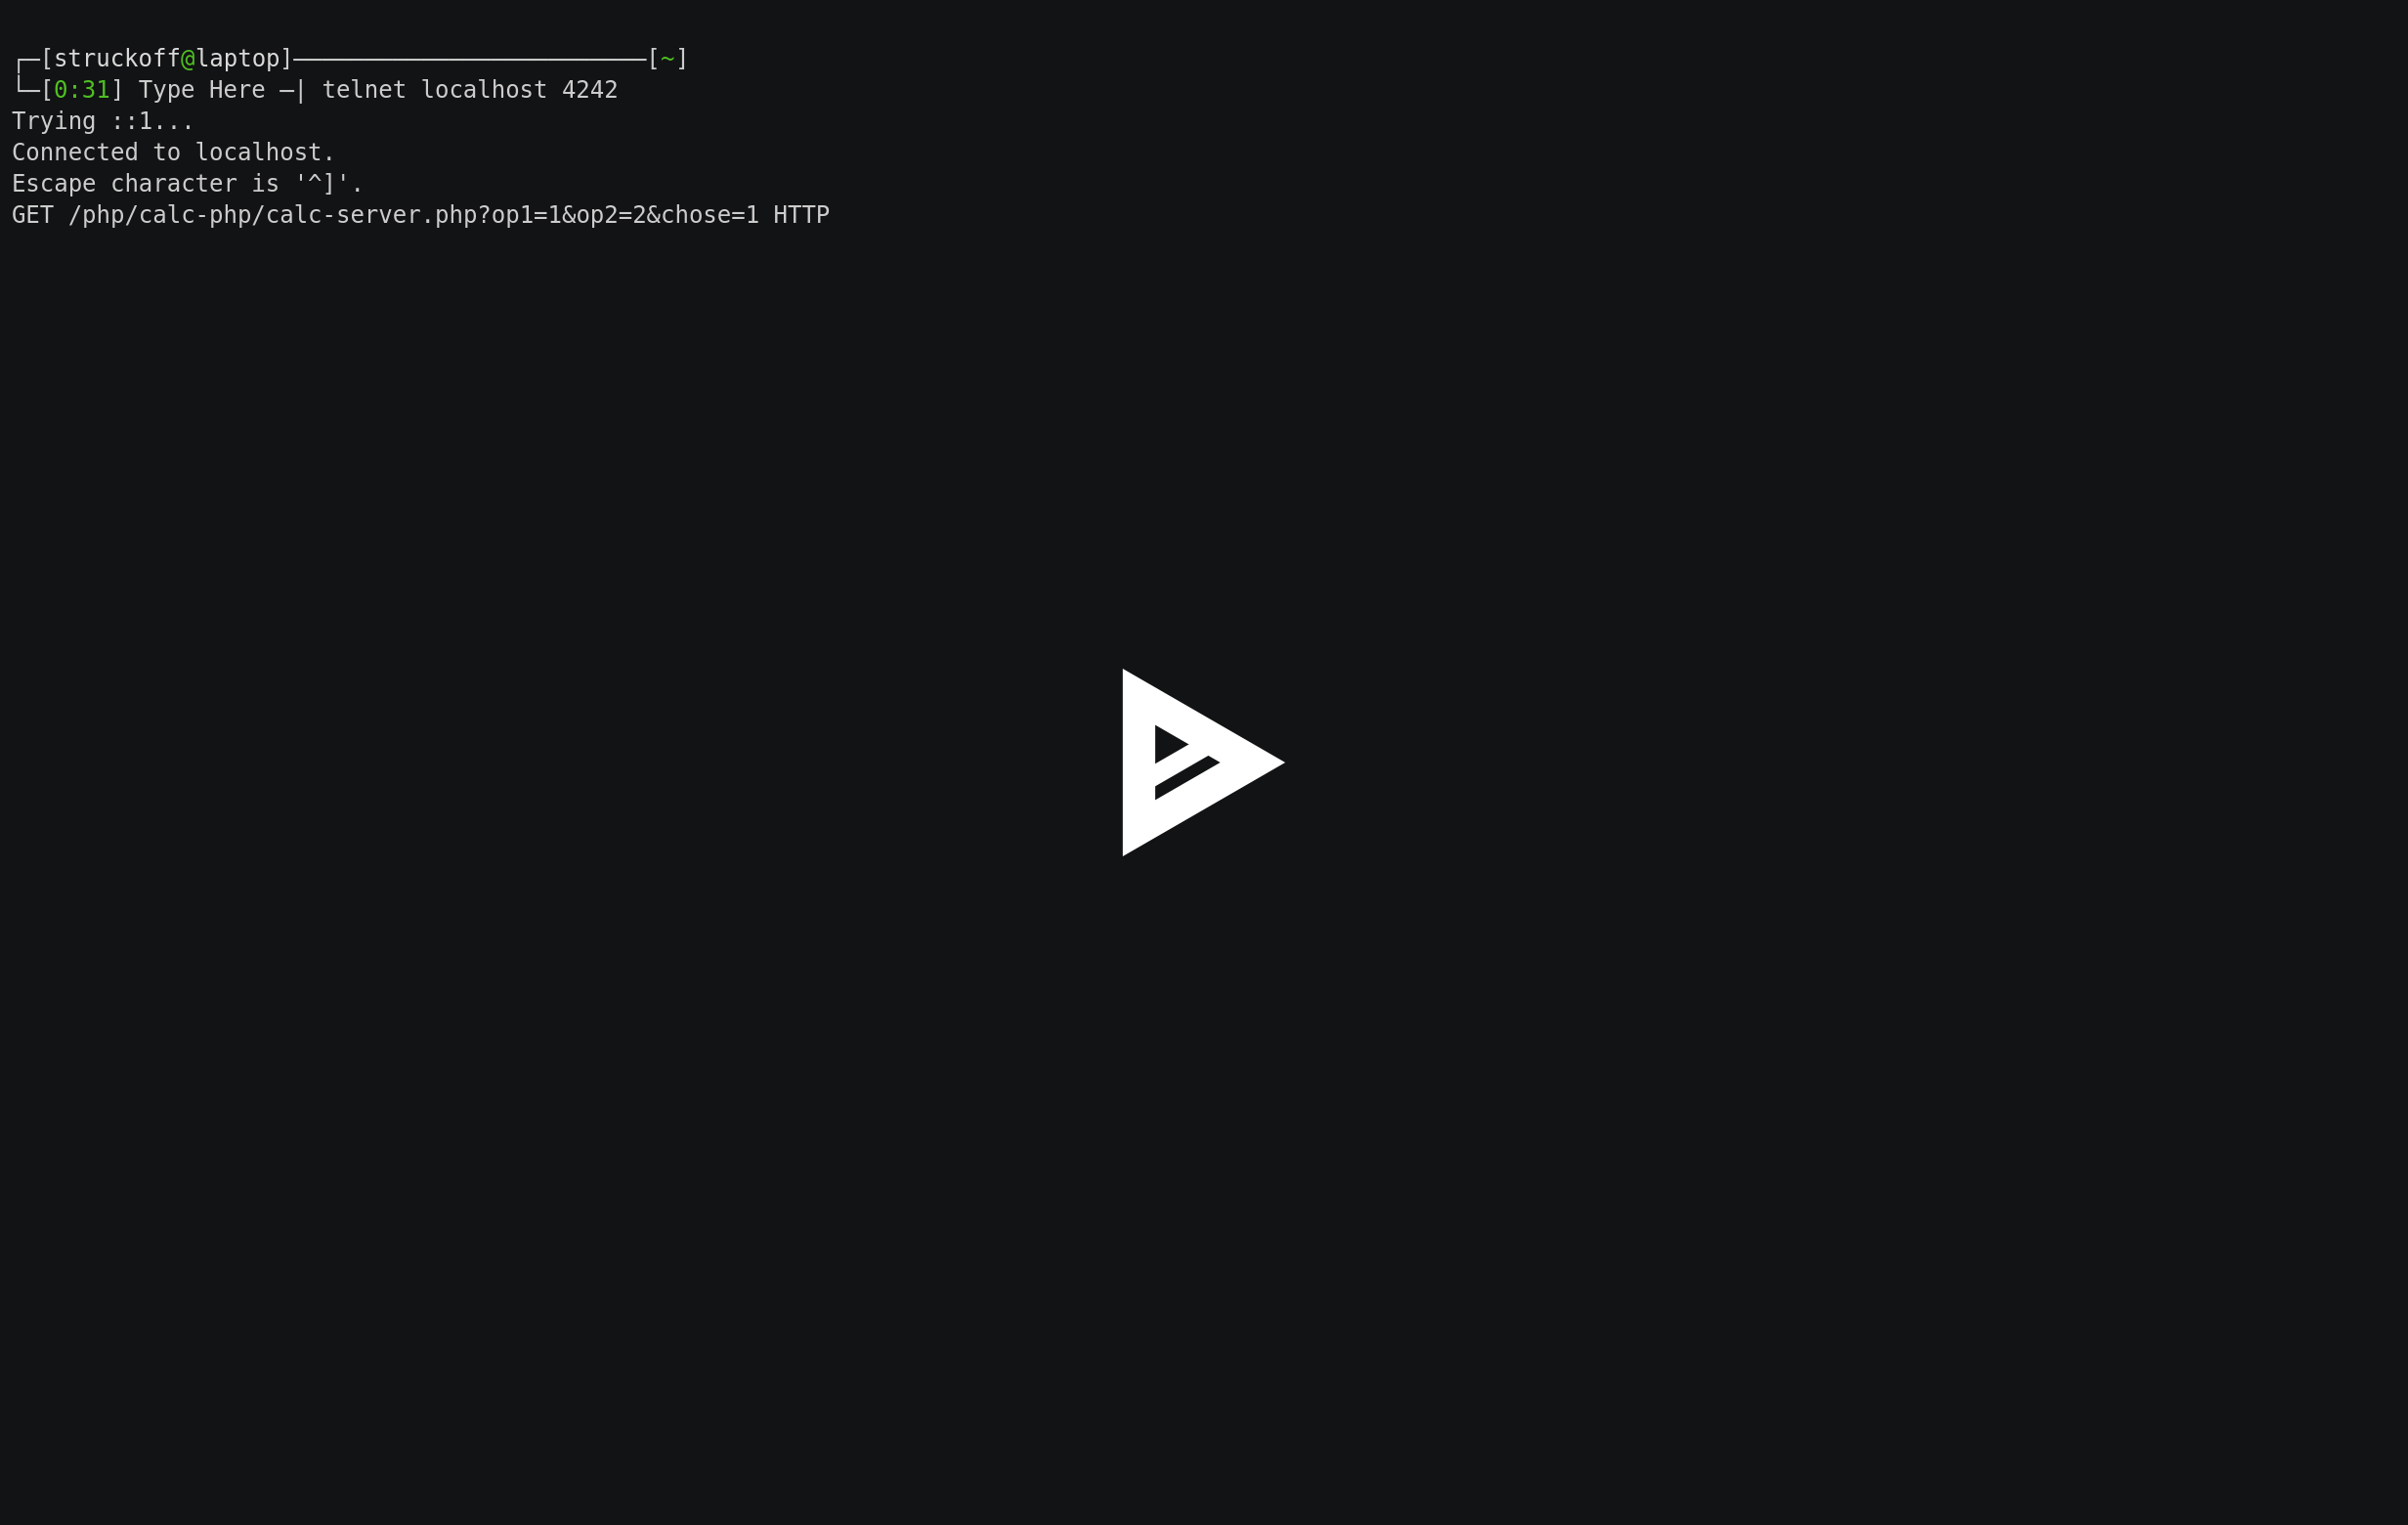 ┌─[struckoff@laptop]─────────────────────────[~]
└─[0:31] Type Here —| telnet localhost 4242
Trying ::1...
Connected to localhost.
Escape character is '^]'.
GET /php/calc-php/calc-server.php?op1=1&op2=2&chose=1 HTTP